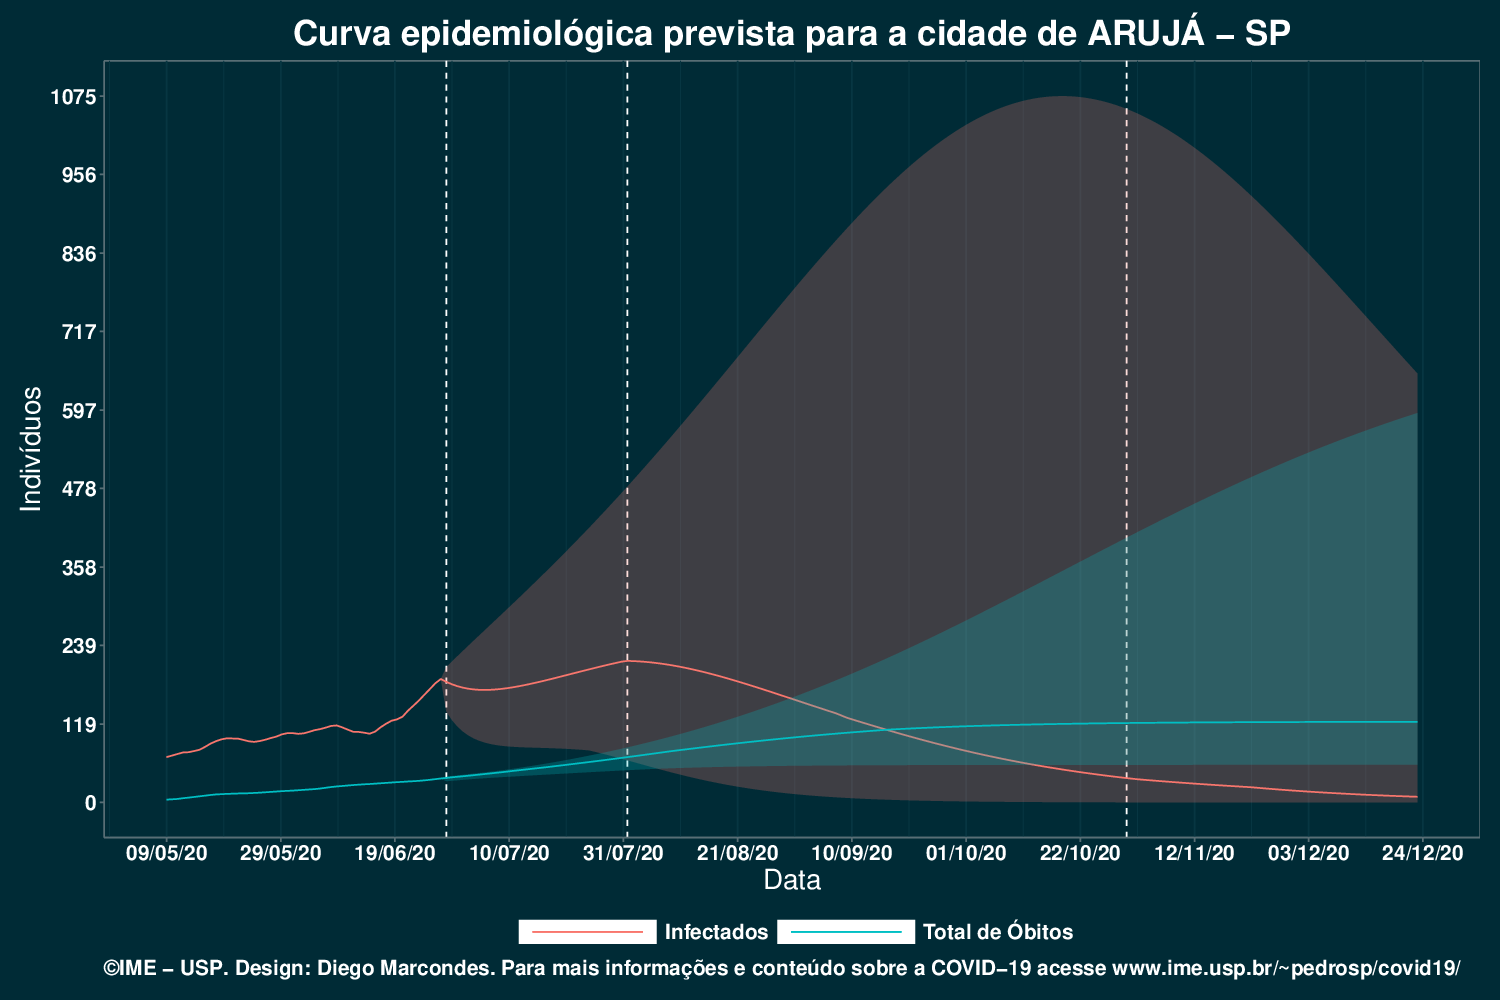 Curva epidemiológica prevista para a cidade de ARUJÁ − SP
1075
956
836
717
597
478
358
239
119
0
Indivíduos
09/05/20 29/05/20 19/06/20 10/07/20 31/07/20 21/08/20 10/09/20 01/10/20 22/10/20 12/11/20 03/12/20 24/12/20
Data
Infectados Total de Óbitos
©IME − USP. Design: Diego Marcondes. Para mais informações e conteúdo sobre a COVID−19 acesse www.ime.usp.br/~pedrosp/covid19/